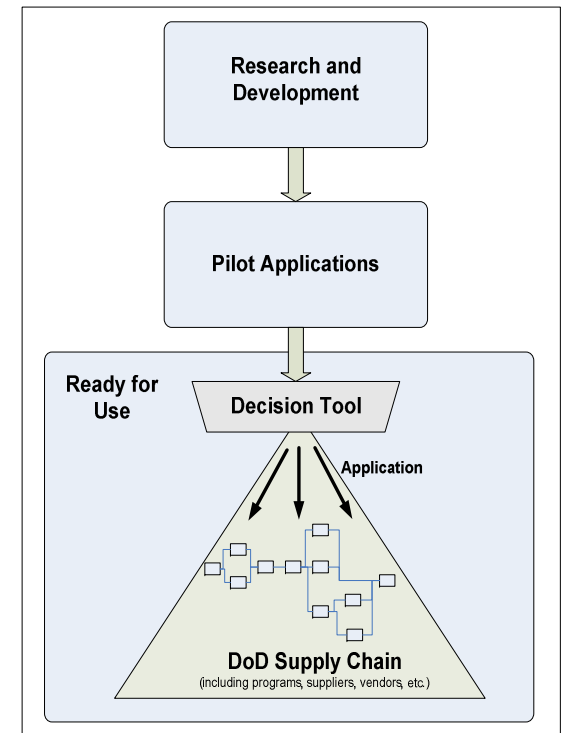 Research and
Development
Pilot Applications
Ready for
Use
Decision Tool
Application
DoD Supply Chain
(including programs, suppliers, vendors, etc.)